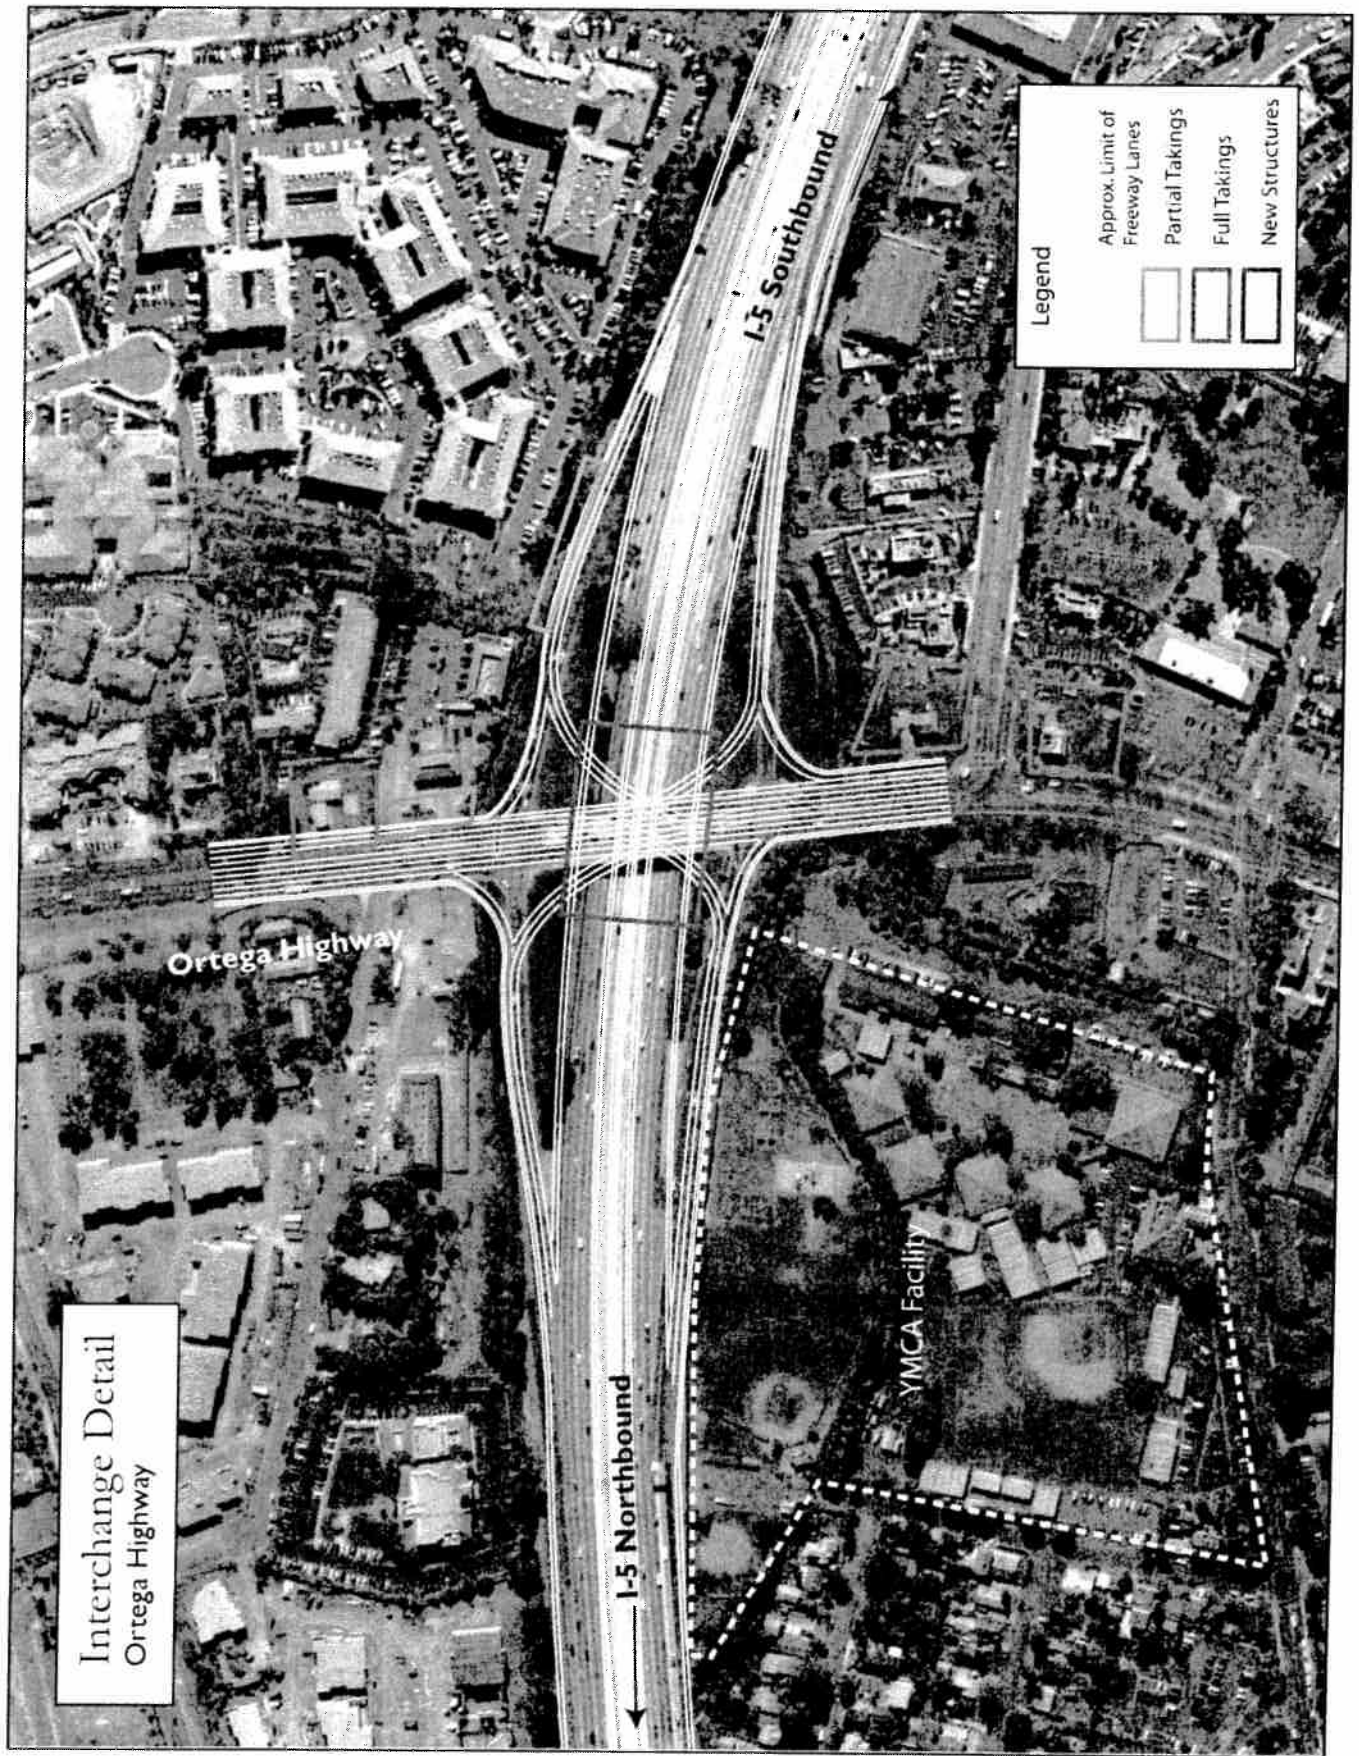 Interchange Detail
Ortega Highway
Ortega Highway
I-5 Northbound
I-5 Southbound
YMCA Facility
Legend
Approx. Limit of
Freeway Lanes
Partial Takings
Full Takings
New Structures